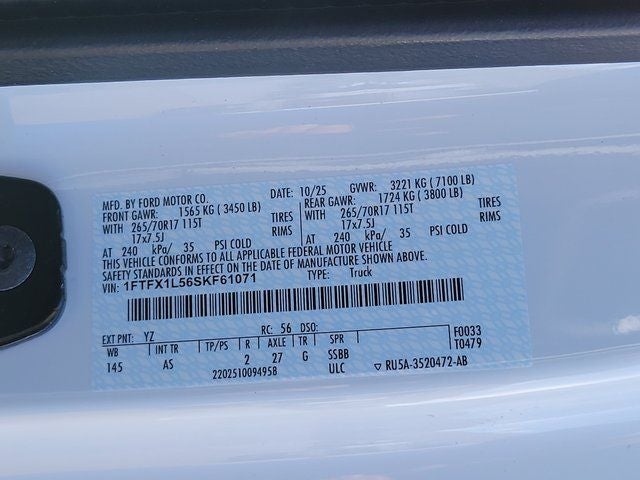 MFD. BY FORD MOTOR CO. DATE: 10/25 GVWR: 3221 KG (7100 LB)
FRONT GAWR: 1565 KG (3450 LB) REAR GAWR: 1724 KG (3800 LB)
WITH 265/70R17 115T TIRES WITH 265/70R17 115T TIRES
17x7.5J RIMS 17x7.5J RIMS
AT 240 kPa/ 35 PSI COLD AT 240 kPa/ 35 PSI COLD
THIS VEHICLE CONFORMS TO ALL APPLICABLE FEDERAL MOTOR VEHICLE
SAFETY STANDARDS IN EFFECT ON THE DATE OF MANUFACTURE SHOWN ABOVE.
VIN: 1FTFX1L56SKF61071 TYPE: Truck
EXT PNT: YZ RC: 56 DSO: F0033
WB INT TR TP/PS R AXLE TR SPR T0479
145 AS 2 27 G SSBB
2202510094958 ULC ▽ RU5A-3520472-AB